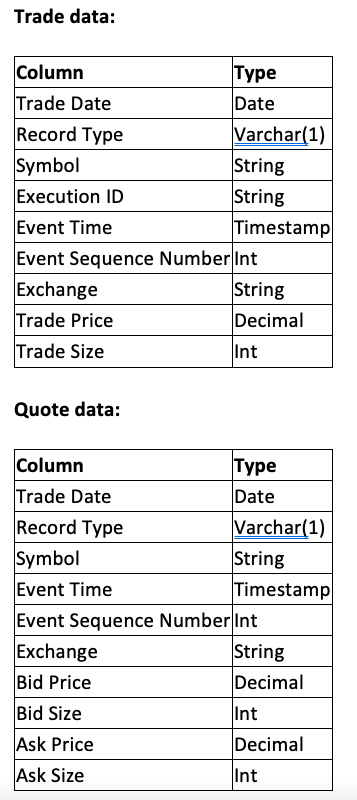 Trade data:
Column Type
Trade Date Date
Record Type Varchar(1)
Symbol String
Execution ID String
Event Time Timestamp
Event Sequence Number Int
Exchange String
Trade Price Decimal
Trade Size Int
Quote data:
Column Type
Trade Date Date
Record Type Varchar(1)
Symbol String
Event Time Timestamp
Event Sequence Number Int
Exchange String
Bid Price Decimal
Bid Size Int
Ask Price Decimal
Ask Size Int